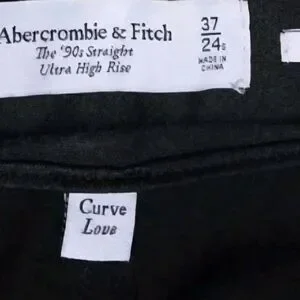 Abercrombie & Fitch
The '90s Straight
Ultra High Rise
37
24S
MADE IN
CHINA
Curve
Love